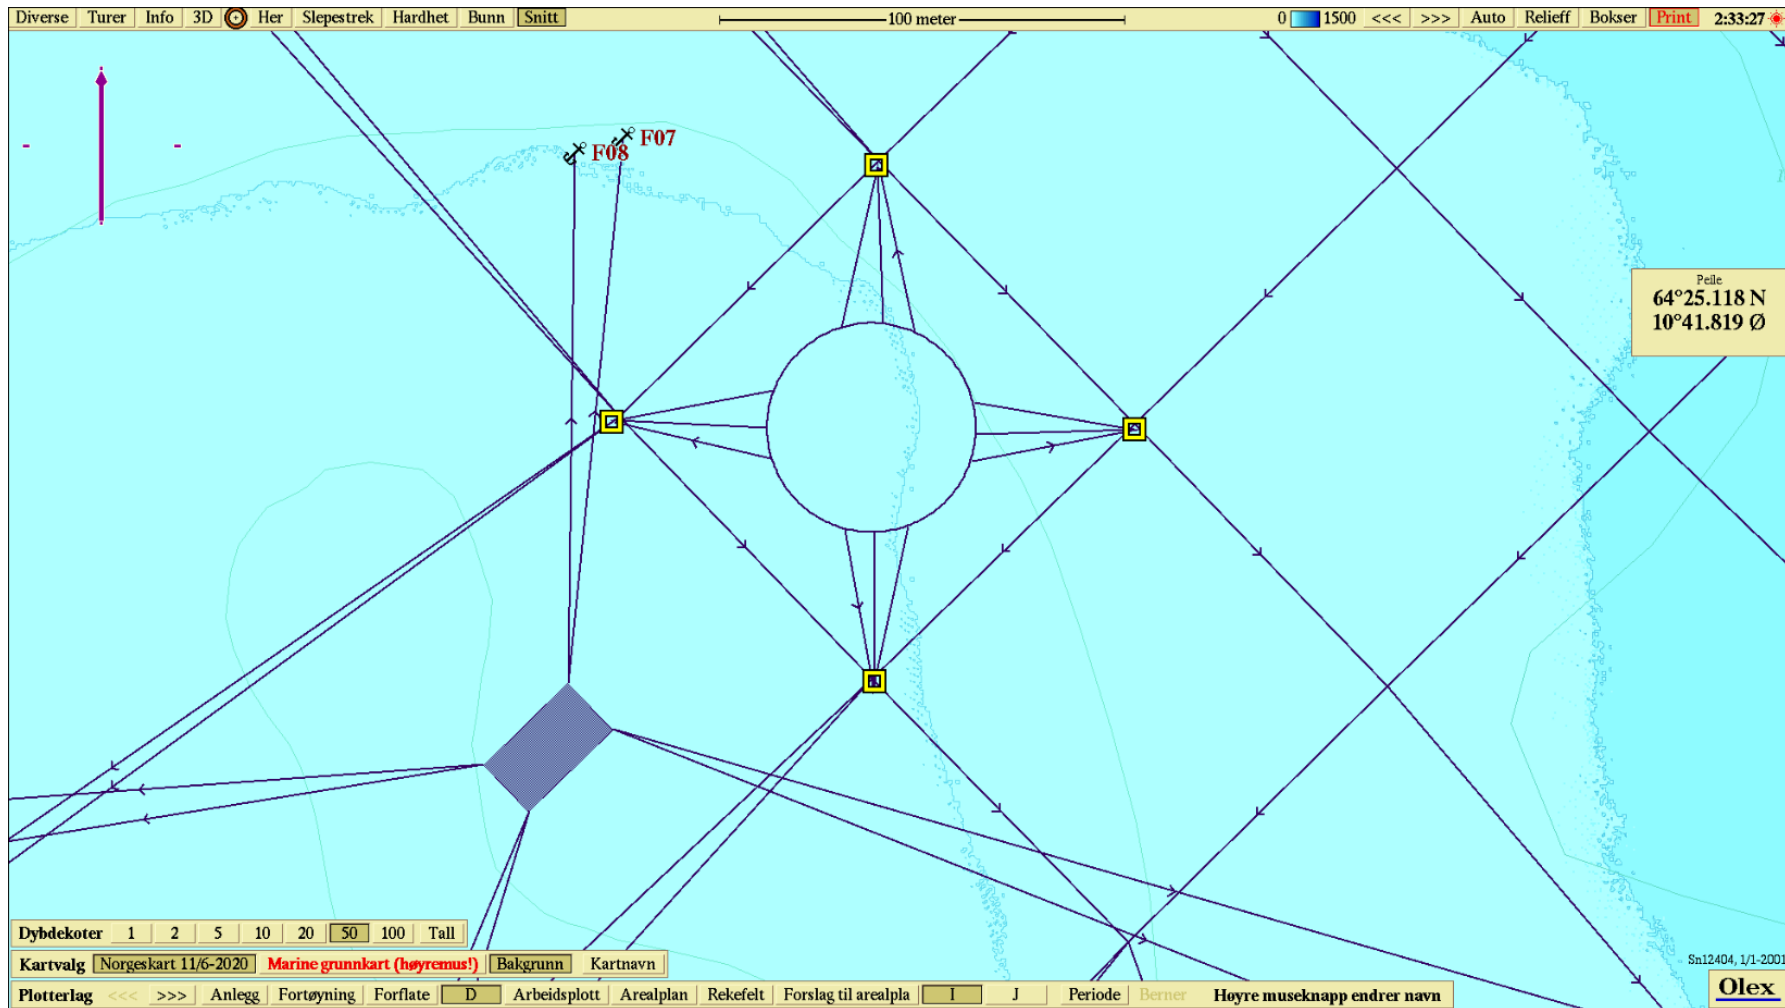 Diverse Turer Info 3D Her Slepestrek Hardhet Bunn Snitt 100 meter 0 1500 <<< >>> Auto Relieff Bokser Print 2:33:27
F07
F08
Peile
64°25.118 N
10°41.819 Ø
Dybdekoter 1 2 5 10 20 50 100 Tall
Kartvalg Norgeskart 11/6-2020 Marine grunnkart (høyremus!) Bakgrunn Kartnavn
Sn12404, 1/1-2001
Plotterlag <<< >>> Anlegg Fortøyning Forflate D Arbeidsplott Arealplan Rekefelt Forslag til arealpla I J Periode Berner Høyre museknapp endrer navn
Olex